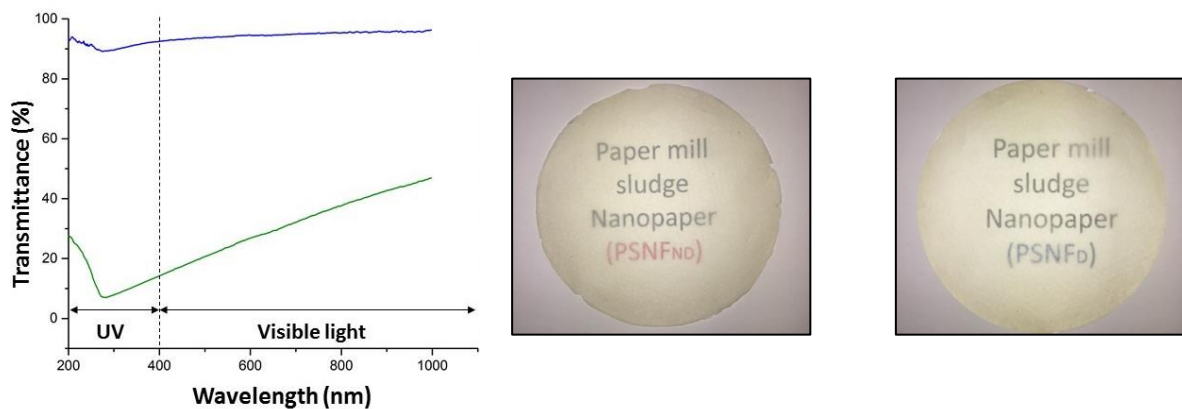 100
80
60
40
20
0
Transmittance (%)
UV
Visible light
200
400
600
800
1000
Wavelength (nm)
Paper mill
sludge
Nanopaper
(PSNFND)
Paper mill
sludge
Nanopaper
(PSNFD)